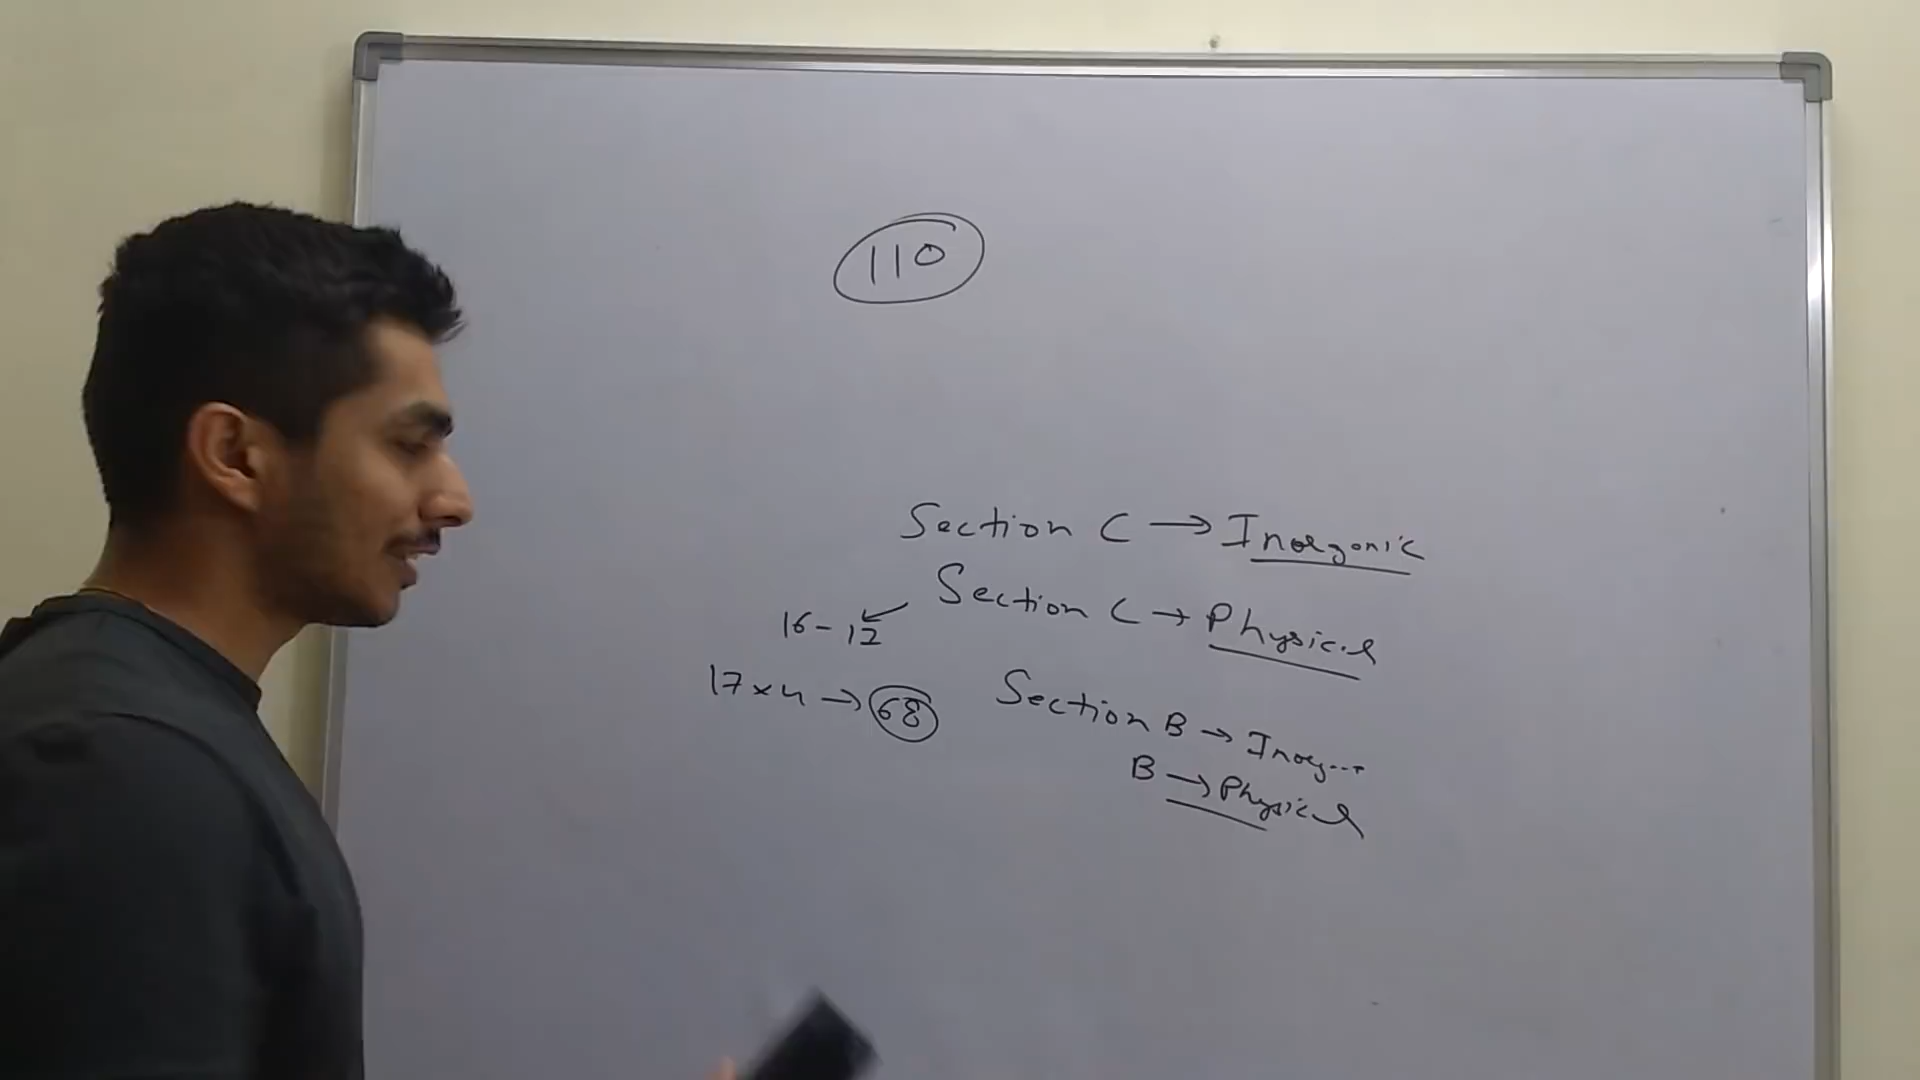 110
Section C → Inorganic
Section C → Physical
16-12
17×4 → 68
Section B → Inorg...
B → Physical